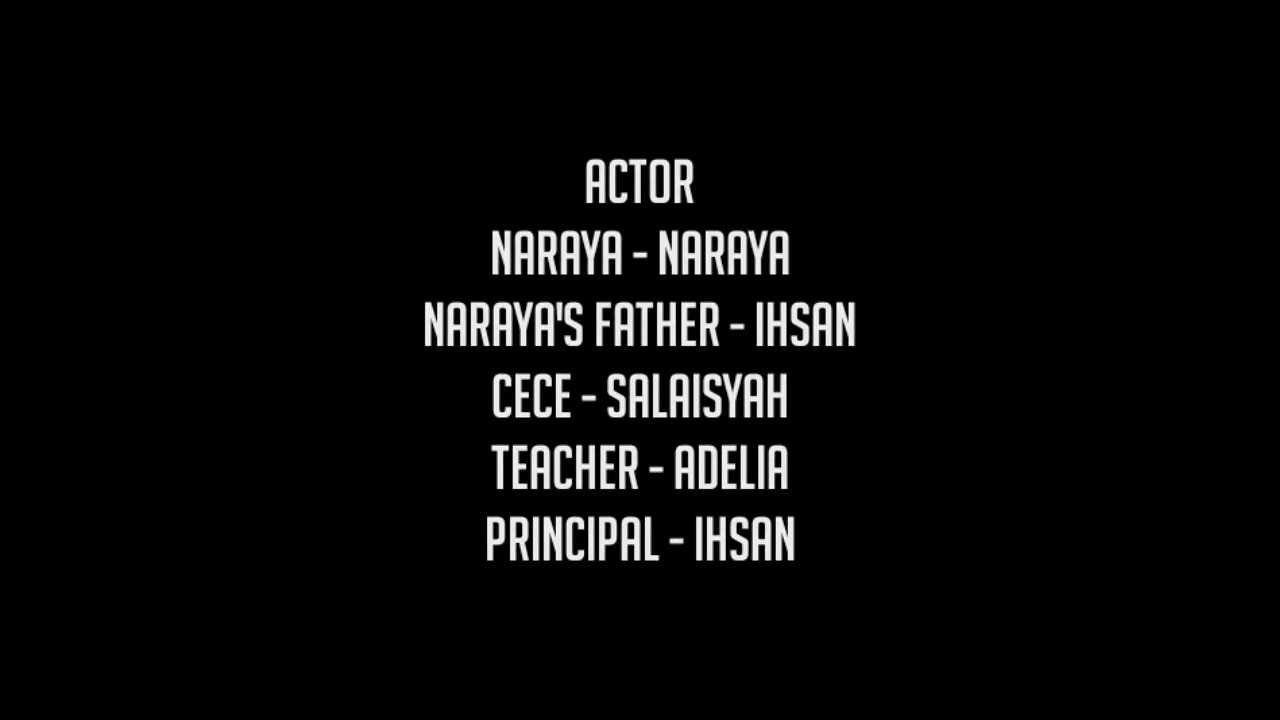 ACTOR
NARAYA - NARAYA
NARAYA'S FATHER - IHSAN
CECE - SALAISYAH
TEACHER - ADELIA
PRINCIPAL - IHSAN